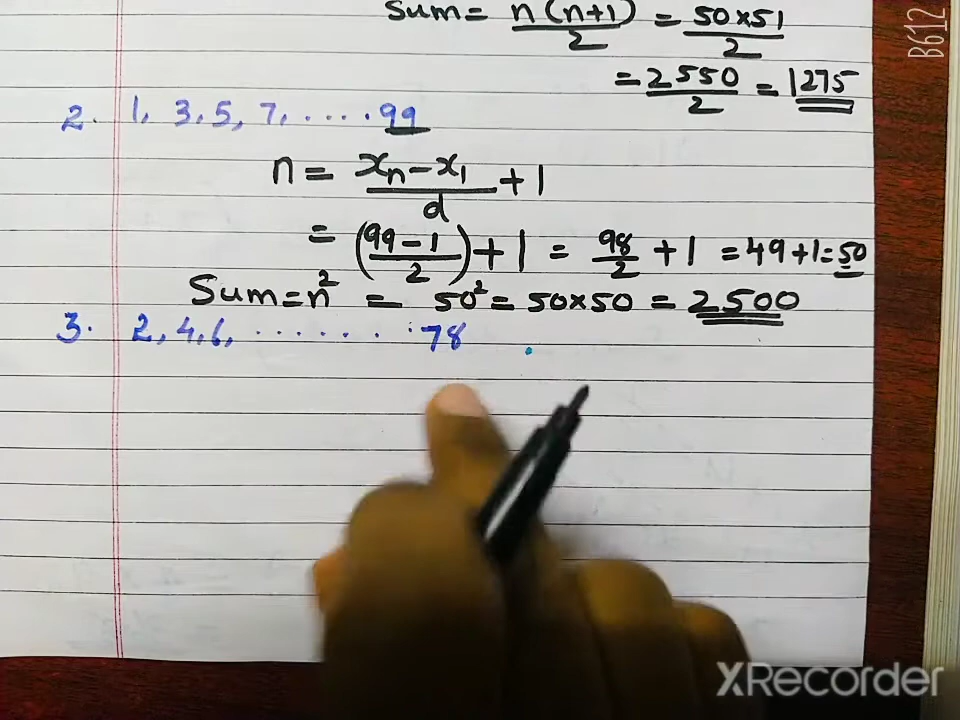 Sum = n(n+1)/2 = 50×51/2
= 2550/2 = 1275
2. 1, 3, 5, 7, ..... 99
n = xₙ - x₁/d + 1
= (99-1/2) + 1 = 98/2 + 1 = 49+1=50
Sum = n² = 50² = 50×50 = 2500
3. 2, 4, 6, ....... 78
B612
XRecorder